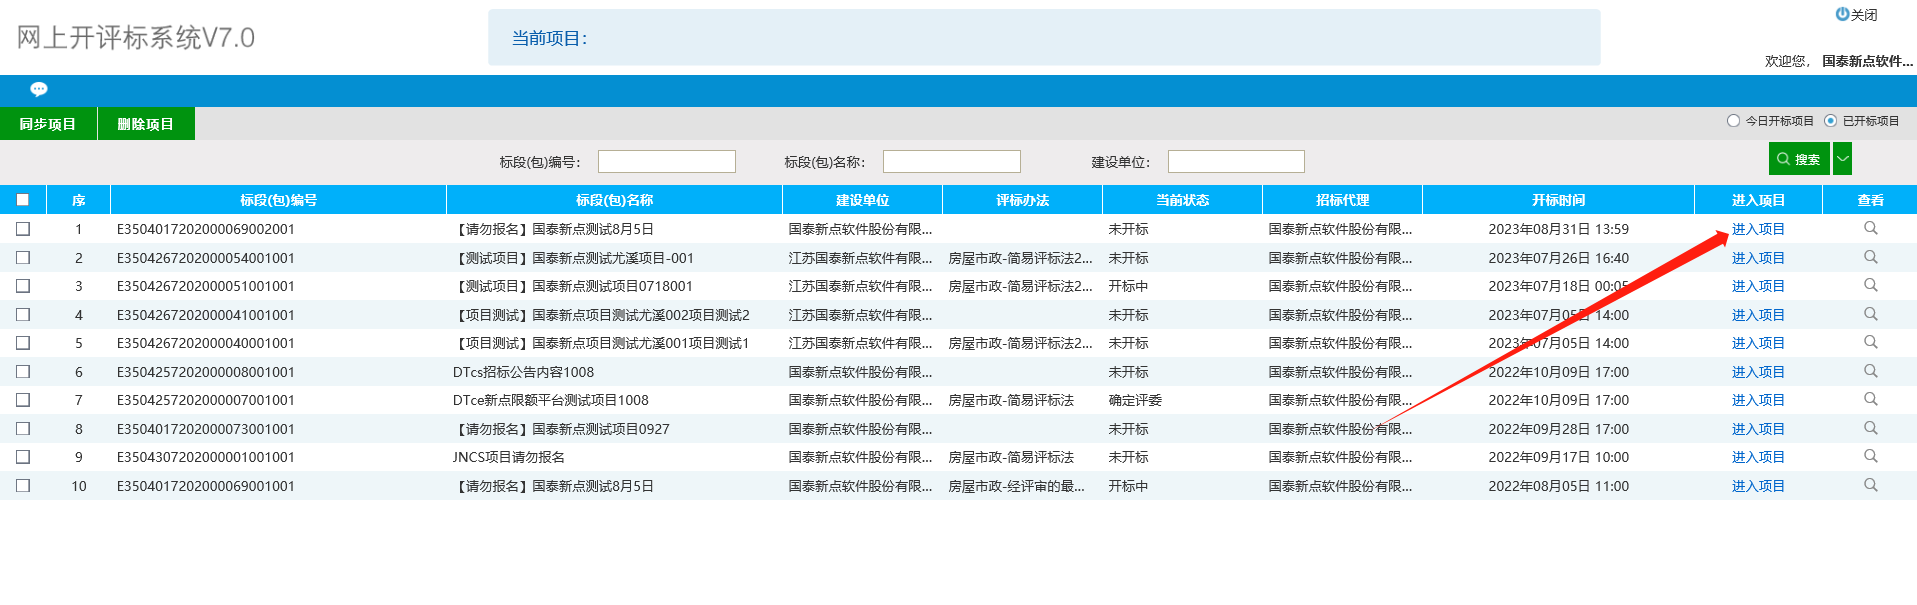 关闭
网上开评标系统V7.0
当前项目:
欢迎您， 国泰新点软件...
同步项目 删除项目 今日开标项目 已开标项目
标段(包)编号: 标段(包)名称: 建设单位: 搜索
序 标段(包)编号 标段(包)名称 建设单位 评标办法 当前状态 招标代理 开标时间 进入项目 查看
1 E3504017202000069002001 【请勿报名】国泰新点测试8月5日 国泰新点软件股份有限... 未开标 国泰新点软件股份有限... 2023年08月31日 13:59 进入项目
2 E3504267202000054001001 【测试项目】国泰新点测试尤溪项目-001 江苏国泰新点软件有限... 房屋市政-简易评标法2... 未开标 国泰新点软件股份有限... 2023年07月26日 16:40 进入项目
3 E3504267202000051001001 【测试项目】国泰新点测试项目0718001 江苏国泰新点软件有限... 房屋市政-简易评标法2... 开标中 国泰新点软件股份有限... 2023年07月18日 00:05 进入项目
4 E3504267202000041001001 【项目测试】国泰新点项目测试尤溪002项目测试2 江苏国泰新点软件有限... 未开标 国泰新点软件股份有限... 2023年07月05日 14:00 进入项目
5 E3504267202000040001001 【项目测试】国泰新点项目测试尤溪001项目测试1 江苏国泰新点软件有限... 房屋市政-简易评标法2... 未开标 国泰新点软件股份有限... 2023年07月05日 14:00 进入项目
6 E3504257202000008001001 DTcs招标公告内容1008 国泰新点软件股份有限... 未开标 国泰新点软件股份有限... 2022年10月09日 17:00 进入项目
7 E3504257202000007001001 DTce新点限额平台测试项目1008 国泰新点软件股份有限... 房屋市政-简易评标法 确定评委 国泰新点软件股份有限... 2022年10月09日 17:00 进入项目
8 E3504017202000073001001 【请勿报名】国泰新点测试项目0927 国泰新点软件股份有限... 未开标 国泰新点软件股份有限... 2022年09月28日 17:00 进入项目
9 E3504307202000001001001 JNCS项目请勿报名 国泰新点软件股份有限... 房屋市政-简易评标法 未开标 国泰新点软件股份有限... 2022年09月17日 10:00 进入项目
10 E3504017202000069001001 【请勿报名】国泰新点测试8月5日 国泰新点软件股份有限... 房屋市政-经评审的最... 开标中 国泰新点软件股份有限... 2022年08月05日 11:00 进入项目